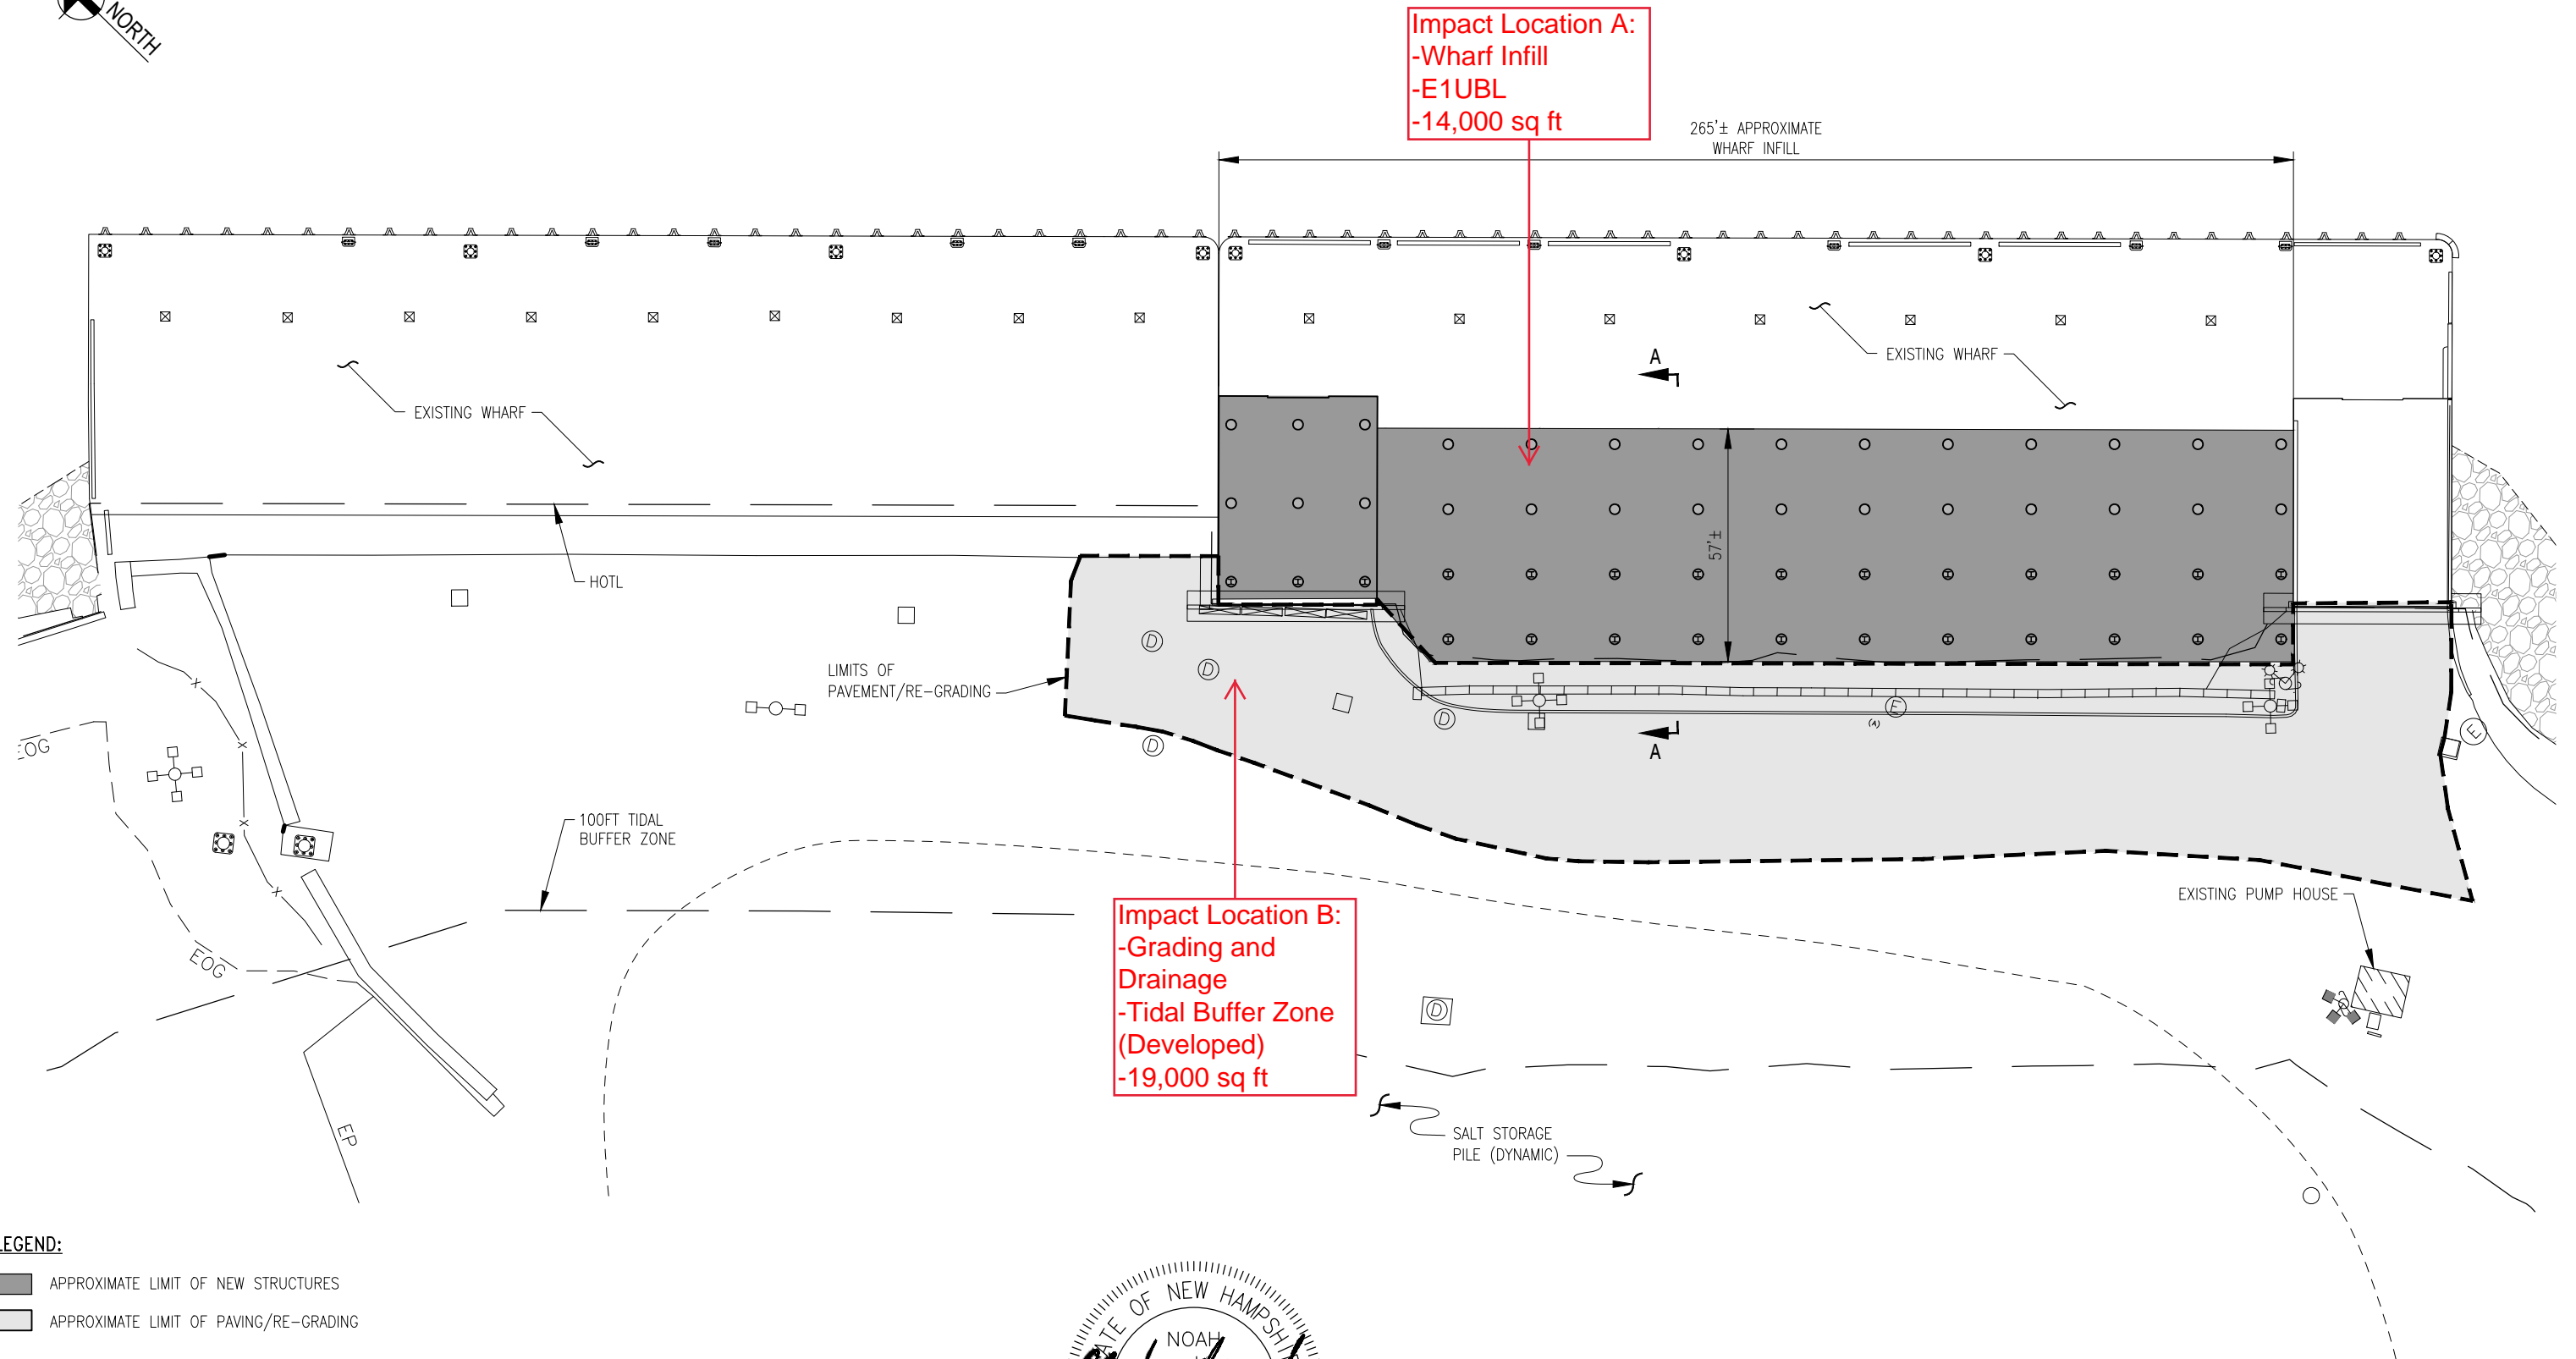 NORTH
Impact Location A:
-Wharf Infill
-E1UBL
-14,000 sq ft
265'± APPROXIMATE
WHARF INFILL
A
EXISTING WHARF
EXISTING WHARF
57'±
HOTL
LIMITS OF
PAVEMENT/RE-GRADING
D
D
D
D
E
(A)
E
A
EOG
100FT TIDAL
BUFFER ZONE
EXISTING PUMP HOUSE
Impact Location B:
-Grading and
Drainage
-Tidal Buffer Zone
(Developed)
-19,000 sq ft
EOG
D
EP
SALT STORAGE
PILE (DYNAMIC)
LEGEND:
APPROXIMATE LIMIT OF NEW STRUCTURES
APPROXIMATE LIMIT OF PAVING/RE-GRADING
OF NEW HAMPSHI
NOAH